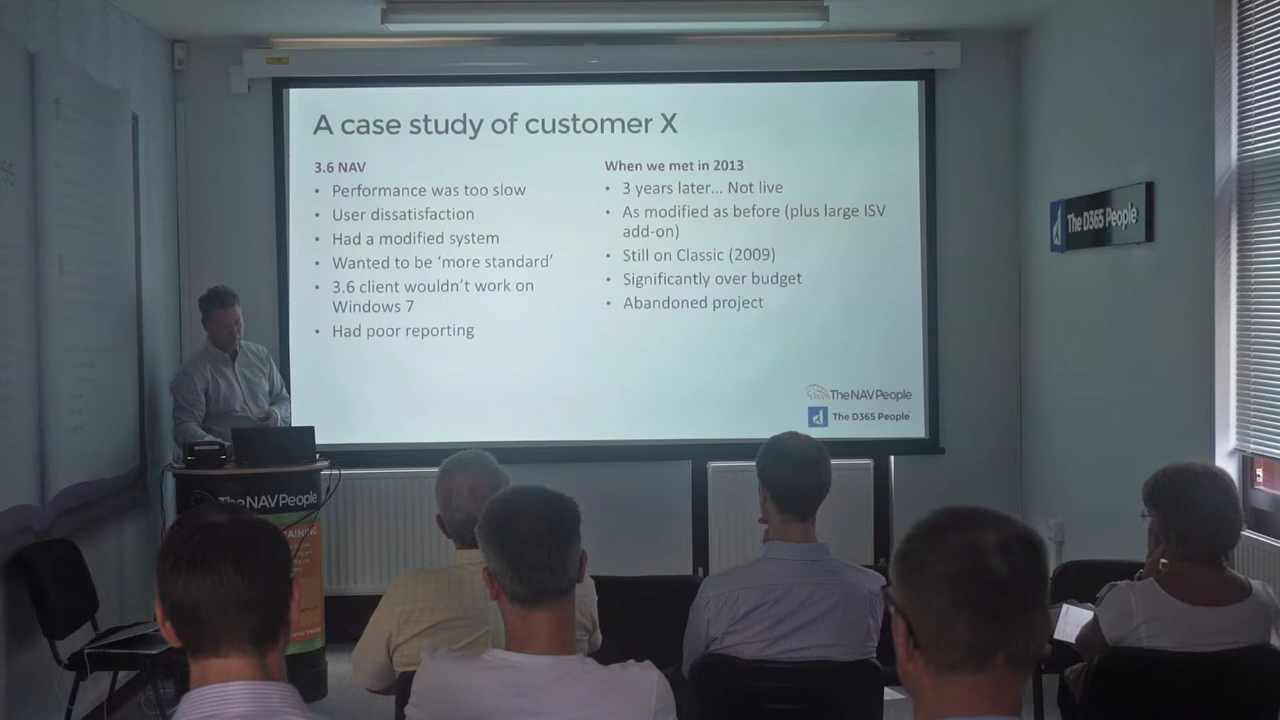 A case study of customer X
3.6 NAV
• Performance was too slow
• User dissatisfaction
• Had a modified system
• Wanted to be ‘more standard’
• 3.6 client wouldn’t work on
Windows 7
• Had poor reporting
When we met in 2013
• 3 years later... Not live
• As modified as before (plus large ISV
add-on)
• Still on Classic (2009)
• Significantly over budget
• Abandoned project
TheNAVPeople
The D365 People
The D365 People
TheNAVPeople